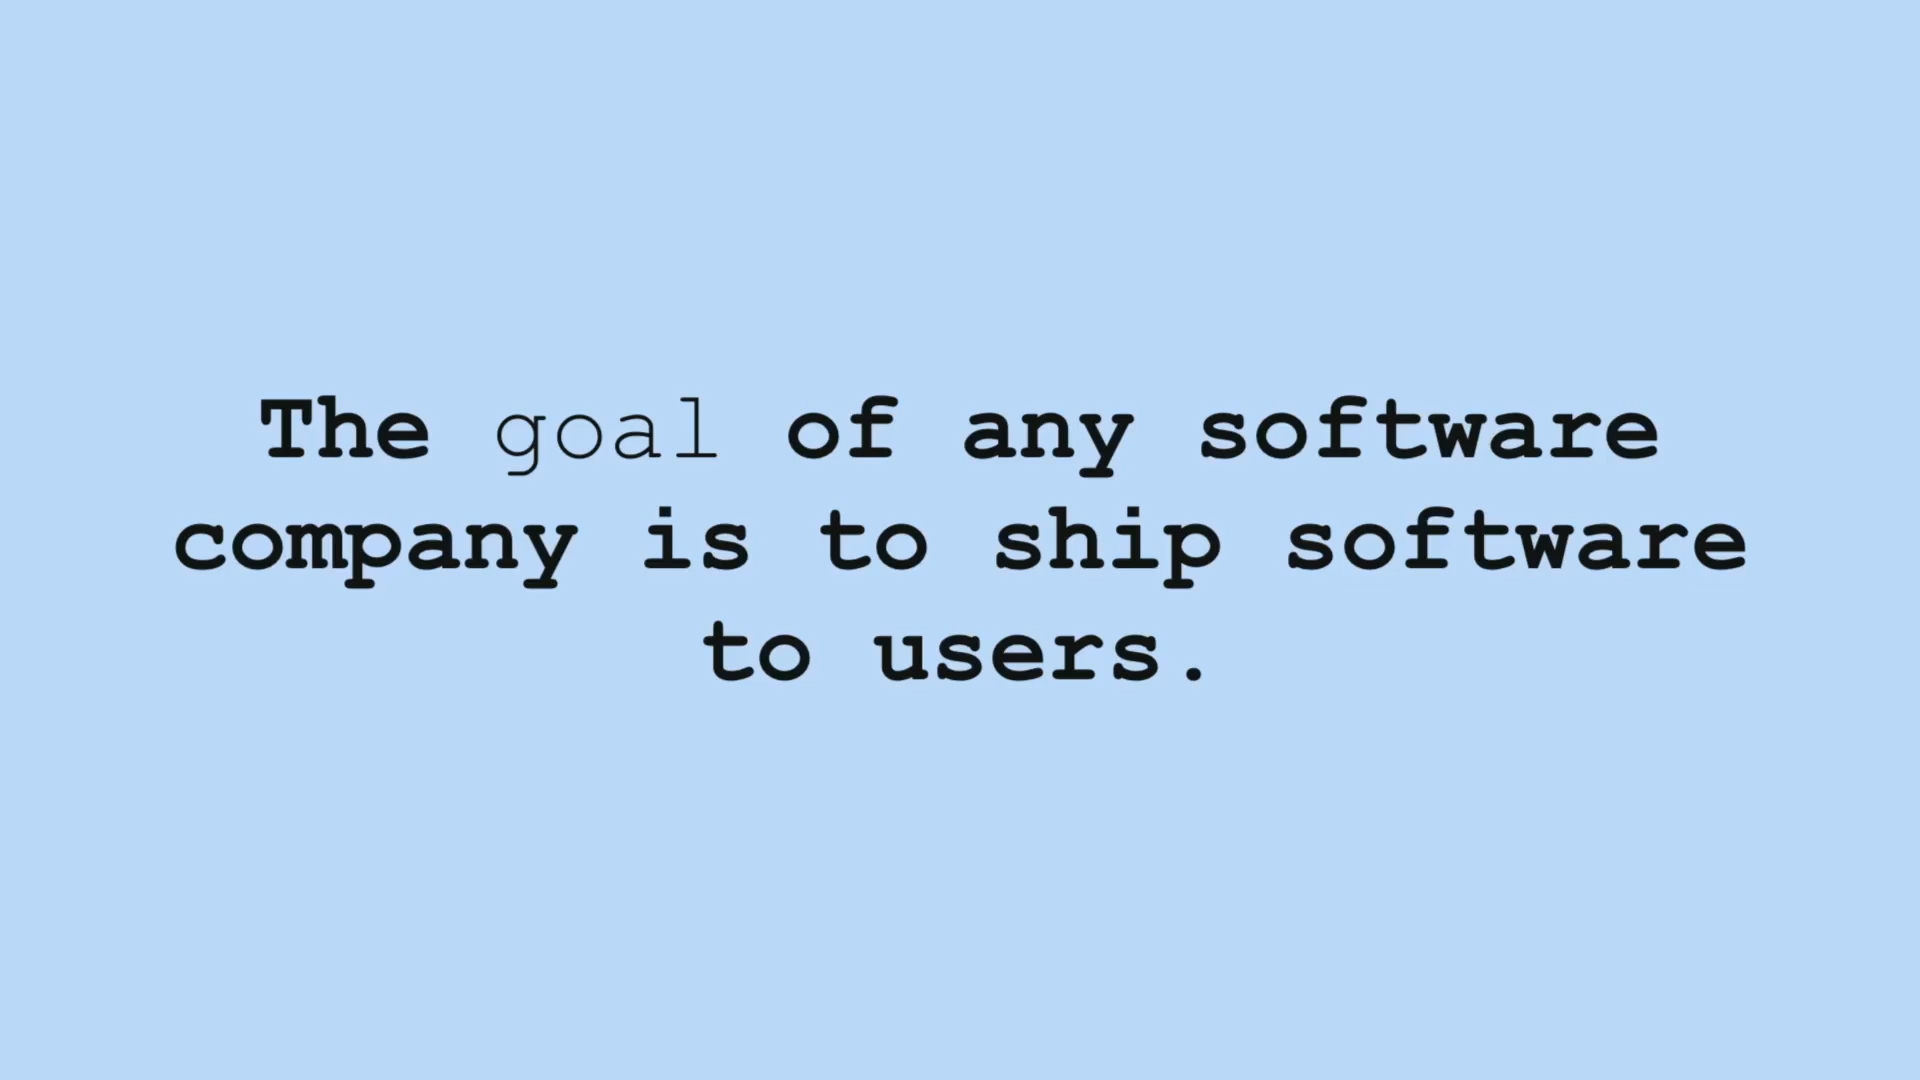 The goal of any software
company is to ship software
to users.